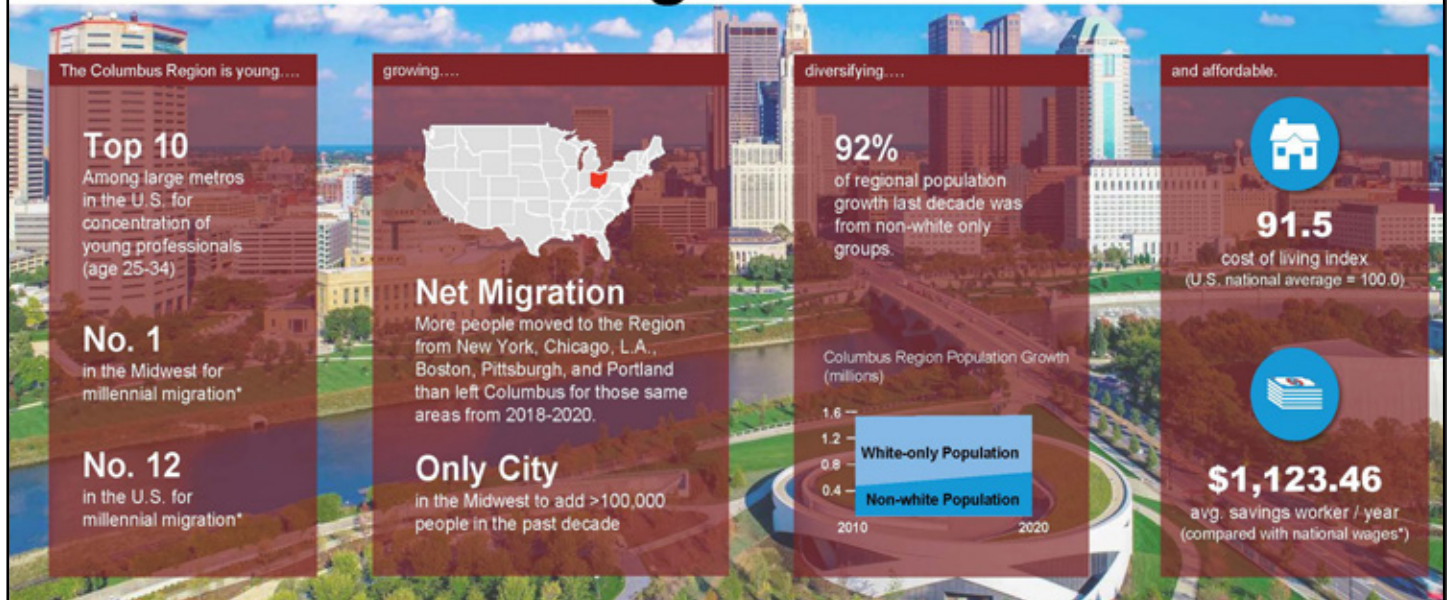 The Columbus Region is young....
Top 10
Among large metros
in the U.S. for
concentration of
young professionals
(age 25-34)
No. 1
in the Midwest for
millennial migration*
No. 12
in the U.S. for
millennial migration*
growing....
Net Migration
More people moved to the Region
from New York, Chicago, L.A.,
Boston, Pittsburgh, and Portland
than left Columbus for those same
areas from 2018-2020.
Only City
in the Midwest to add >100,000
people in the past decade
diversifying....
92%
of regional population
growth last decade was
from non-white only
groups.
Columbus Region Population Growth
(millions)
1.6
1.2
0.8
0.4
White-only Population
Non-white Population
2010
2020
and affordable.
91.5
cost of living index
(U.S. national average = 100.0)
$1,123.46
avg. savings worker / year
(compared with national wages*)